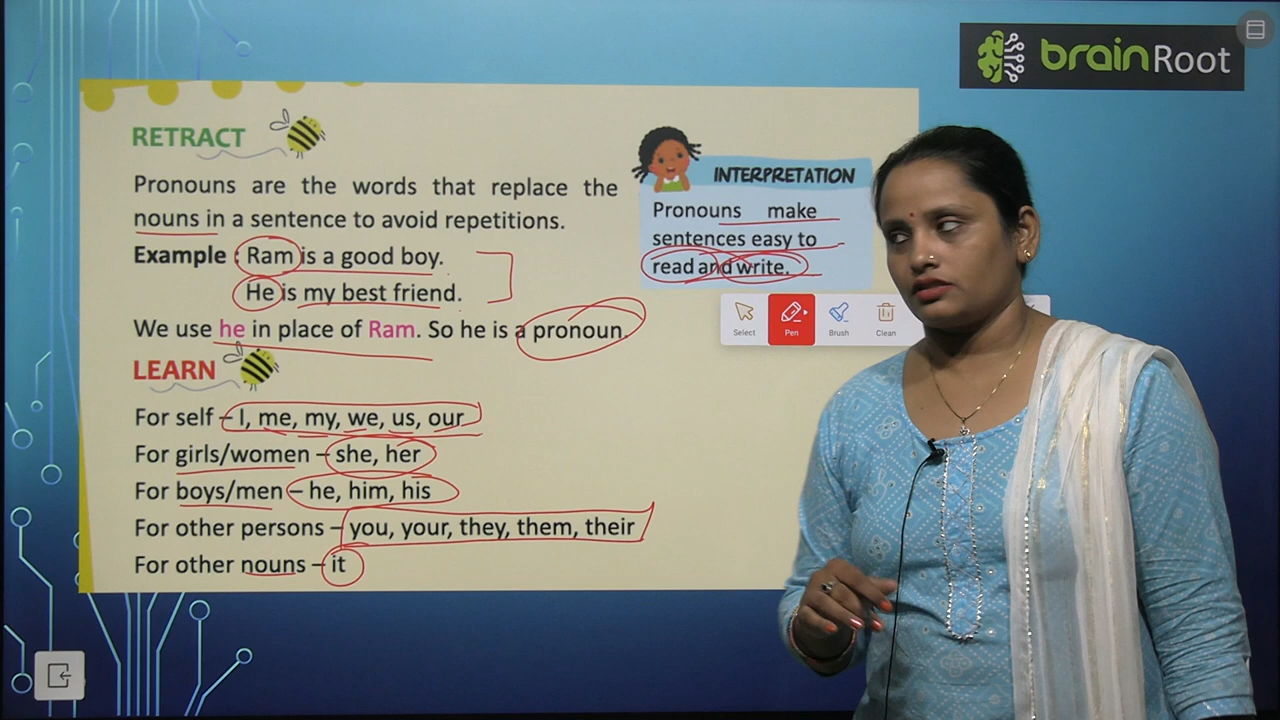 brainRoot
RETRACT
Pronouns are the words that replace the
nouns in a sentence to avoid repetitions.
Example : Ram is a good boy.
He is my best friend.
We use he in place of Ram. So he is a pronoun.
INTERPRETATION
Pronouns make
sentences easy to
read and write.
Select
Pen
Brush
Clean
LEARN
For self – I, me, my, we, us, our
For girls/women – she, her
For boys/men – he, him, his
For other persons – you, your, they, them, their
For other nouns – it